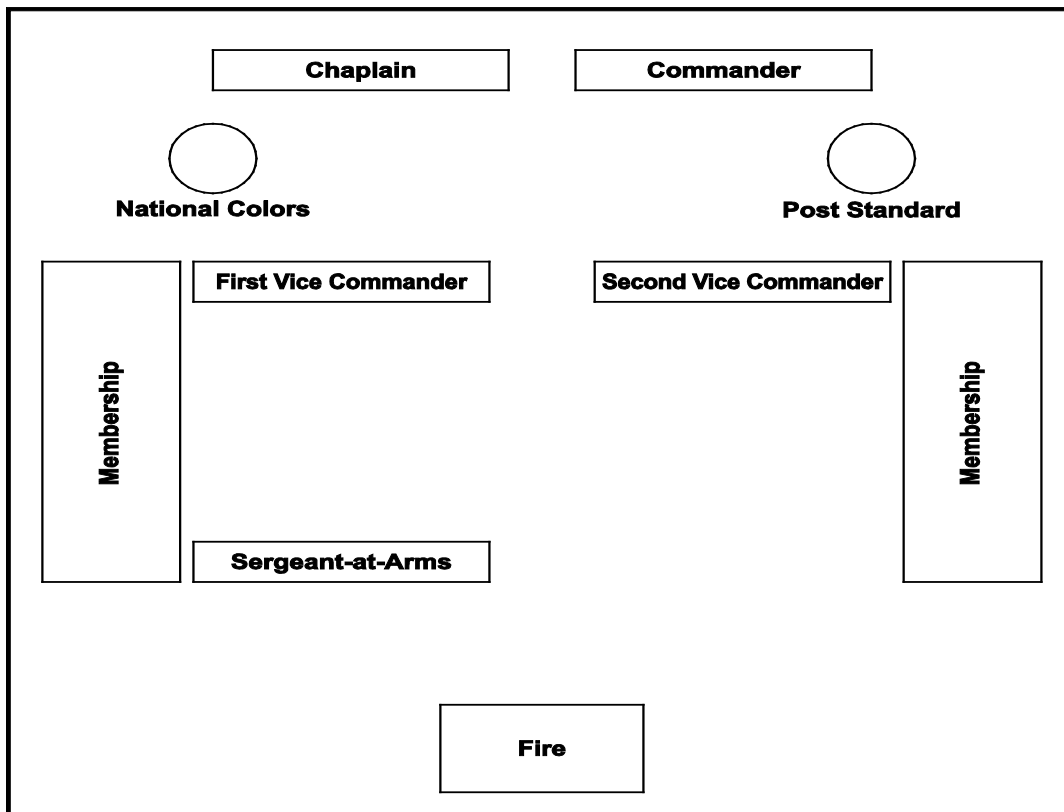 Chaplain
Commander
National Colors
Post Standard
First Vice Commander
Second Vice Commander
Membership
Membership
Sergeant-at-Arms
Fire